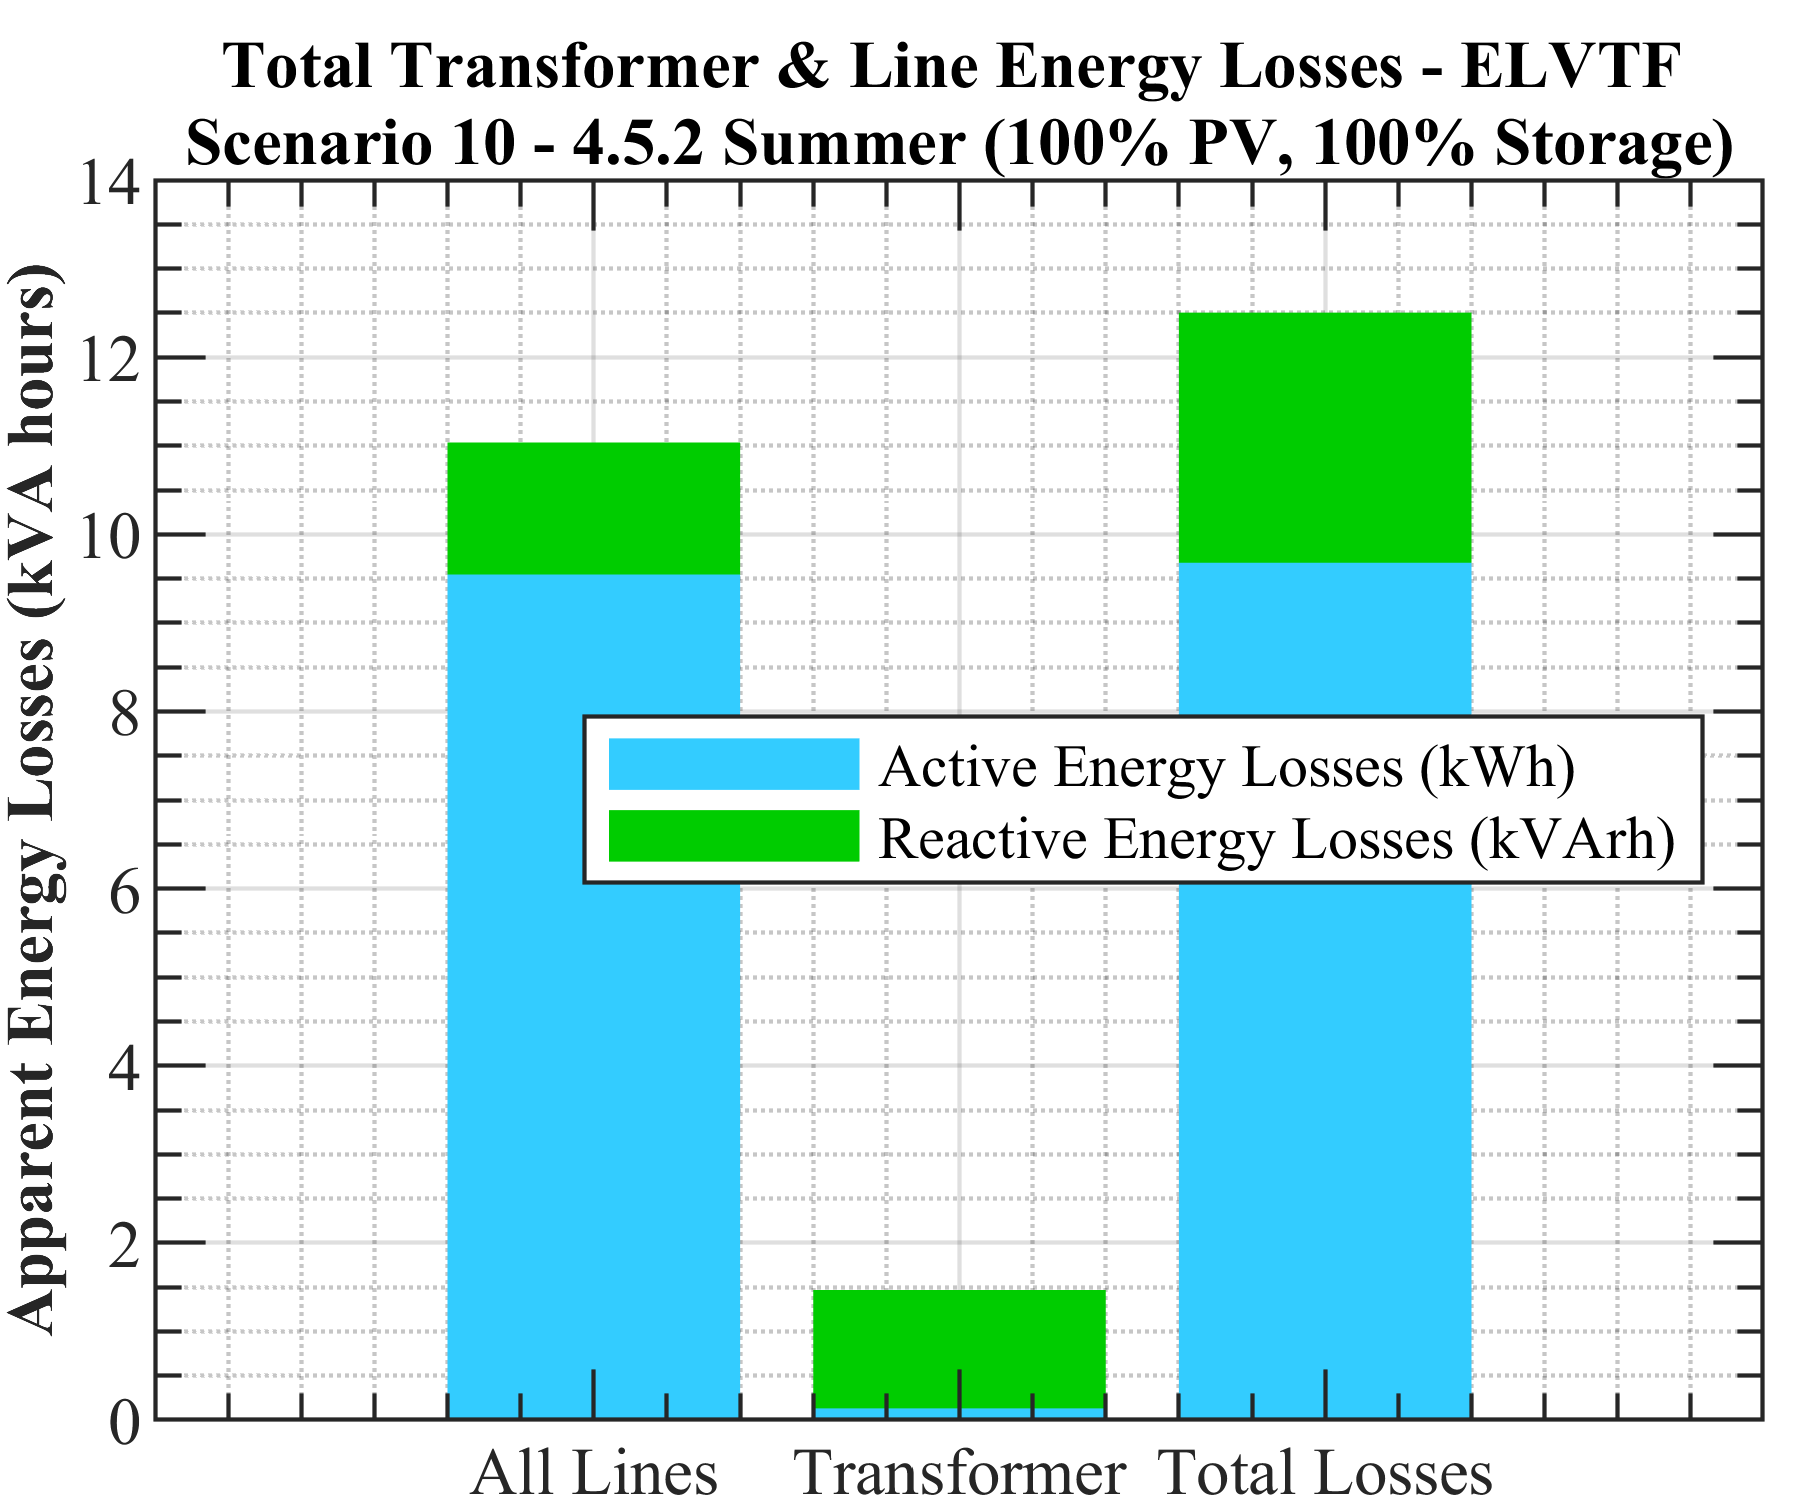 Total Transformer & Line Energy Losses - ELVTF
Scenario 10 - 4.5.2 Summer (100% PV, 100% Storage)
Apparent Energy Losses (kVA hours)
14
12
10
8
6
4
2
0
Active Energy Losses (kWh)
Reactive Energy Losses (kVArh)
All Lines
Transformer
Total Losses